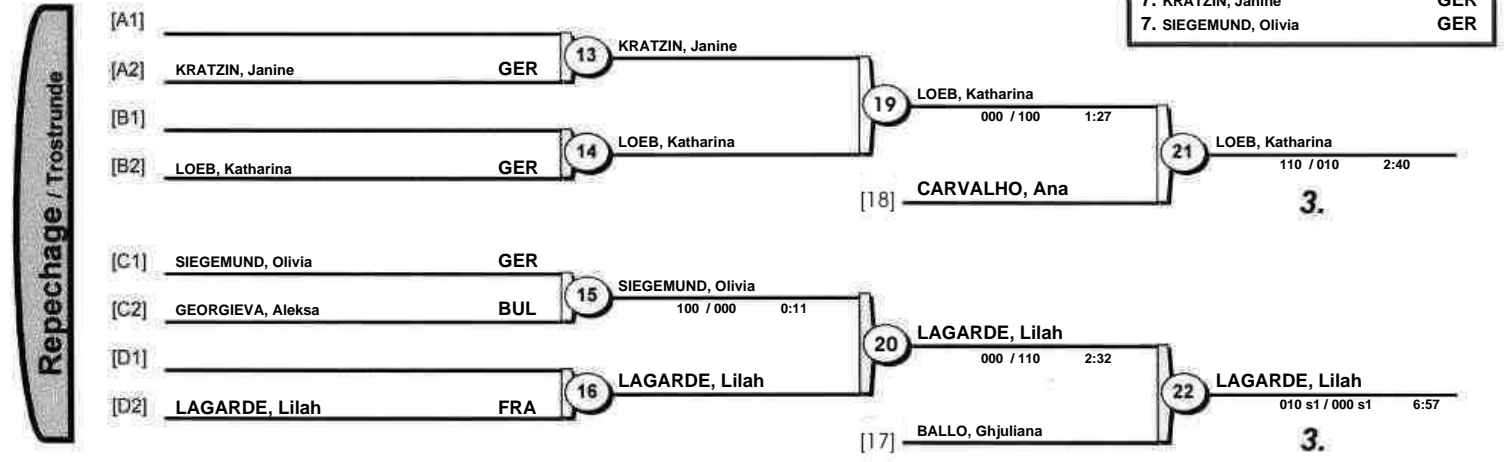 7. KRATZIN, Janine GER
7. SIEGEMUND, Olivia GER
Repechage / Trostrunde
[A1]
[A2] KRATZIN, Janine GER
13 KRATZIN, Janine
[B1]
[B2] LOEB, Katharina GER
14 LOEB, Katharina
19 LOEB, Katharina
000 / 100 1:27
[18] CARVALHO, Ana
21 LOEB, Katharina
110 / 010 2:40
3.
[C1] SIEGEMUND, Olivia GER
[C2] GEORGIEVA, Aleksa BUL
15 SIEGEMUND, Olivia
100 / 000 0:11
[D1]
[D2] LAGARDE, Lilah FRA
16 LAGARDE, Lilah
20 LAGARDE, Lilah
000 / 110 2:32
[17] BALLO, Ghjuliana
22 LAGARDE, Lilah
010 s1 / 000 s1 6:57
3.